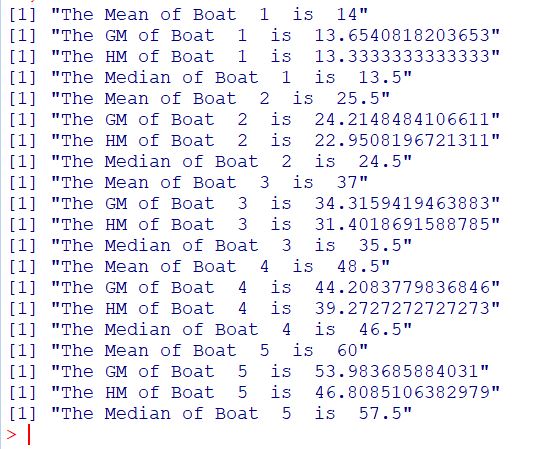 [1] "The Mean of Boat  1  is  14"
[1] "The GM of Boat  1  is  13.6540818203653"
[1] "The HM of Boat  1  is  13.3333333333333"
[1] "The Median of Boat  1  is  13.5"
[1] "The Mean of Boat  2  is  25.5"
[1] "The GM of Boat  2  is  24.2148484106611"
[1] "The HM of Boat  2  is  22.9508196721311"
[1] "The Median of Boat  2  is  24.5"
[1] "The Mean of Boat  3  is  37"
[1] "The GM of Boat  3  is  34.3159419463883"
[1] "The HM of Boat  3  is  31.4018691588785"
[1] "The Median of Boat  3  is  35.5"
[1] "The Mean of Boat  4  is  48.5"
[1] "The GM of Boat  4  is  44.2083779836846"
[1] "The HM of Boat  4  is  39.2727272727273"
[1] "The Median of Boat  4  is  46.5"
[1] "The Mean of Boat  5  is  60"
[1] "The GM of Boat  5  is  53.983685884031"
[1] "The HM of Boat  5  is  46.8085106382979"
[1] "The Median of Boat  5  is  57.5"
>